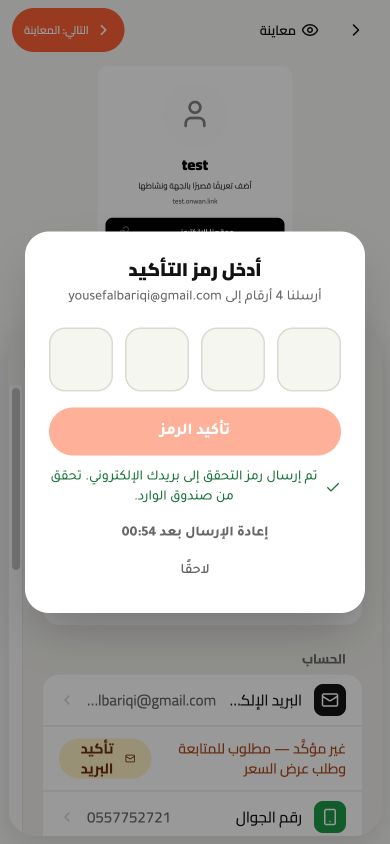 معاينة
التالي: المعاينة
test
أضف تعريفًا قصيرًا بالجهة ونشاطها
test.onwan.link
أدخل رمز التأكيد
أرسلنا 4 أرقام إلى yousefalbariqi@gmail.com
تأكيد الرمز
تم إرسال رمز التحقق إلى بريدك الإلكتروني. تحقق
من صندوق الوارد.
إعادة الإرسال بعد 00:54
لاحقًا
الحساب
البريد الإلك... ...lbariqi@gmail.com
غير مؤكَّد — مطلوب للمتابعة
وطلب عرض السعر
تأكيد
البريد
رقم الجوال 0557752721